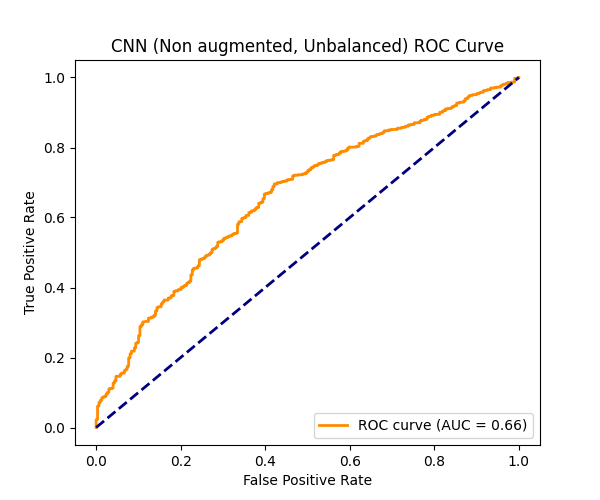 CNN (Non augmented, Unbalanced) ROC Curve
True Positive Rate
1.0
0.8
0.6
0.4
0.2
0.0
ROC curve (AUC = 0.66)
0.0 0.2 0.4 0.6 0.8 1.0
False Positive Rate